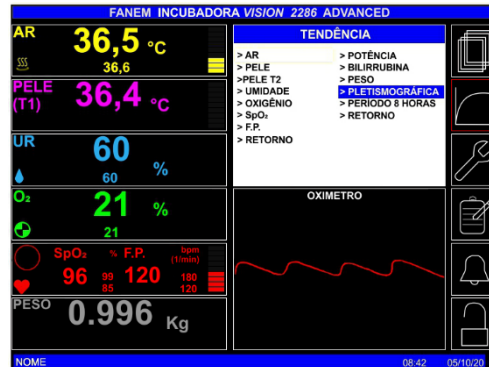 FANEM INCUBADORA VISION 2286 ADVANCED
AR
36,5 °C
36,6
PELE
(T1)
36,4 °C
UR
60 %
60
O₂
21 %
21
SpO₂ % F.P. bpm
(1/min)
96 99 120 180
85 120
PESO
0.996 Kg
TENDÊNCIA
> AR
> PELE
>PELE T2
> UMIDADE
> OXIGÊNIO
> SpO₂
> F.P.
> RETORNO
> POTÊNCIA
> BILIRRUBINA
> PESO
> PLETISMOGRÁFICA
> PERÍODO 8 HORAS
> RETORNO
OXIMETRO
NOME 08:42 05/10/20